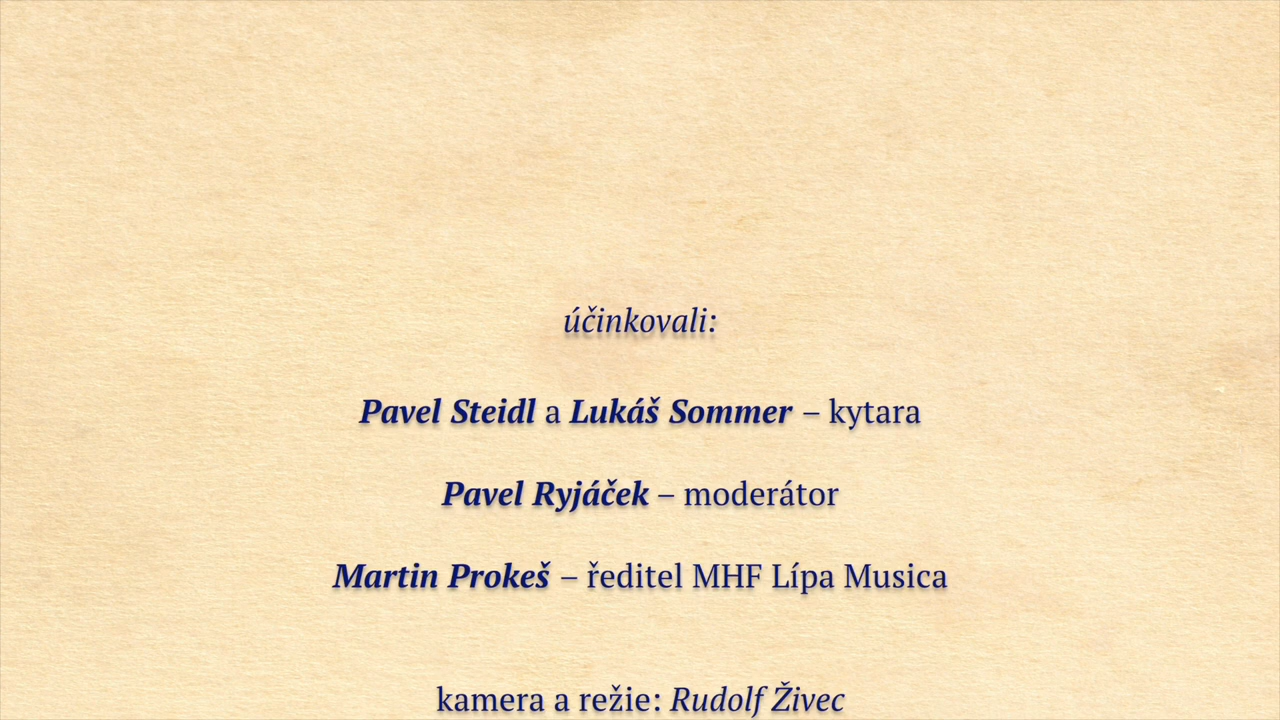 účinkovali:
Pavel Steidl a Lukáš Sommer – kytara
Pavel Ryjáček – moderátor
Martin Prokeš – ředitel MHF Lípa Musica
kamera a režie: Rudolf Živec